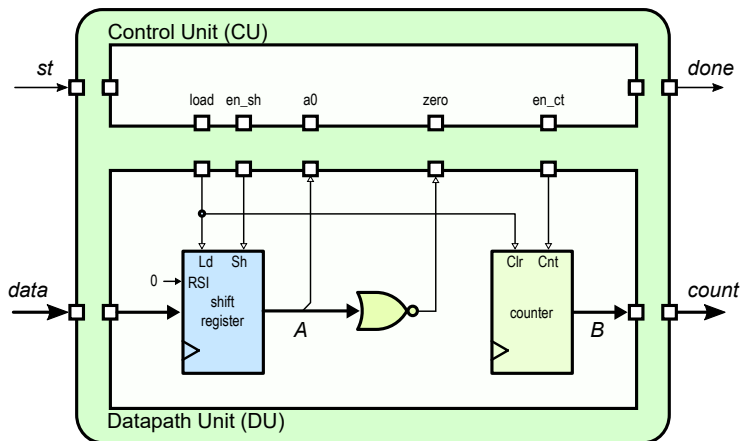 Control Unit (CU)
st
done
load en_sh a0 zero en_ct
Ld Sh
Clr Cnt
0
RSI
data
shift
register
A
counter
B
count
Datapath Unit (DU)